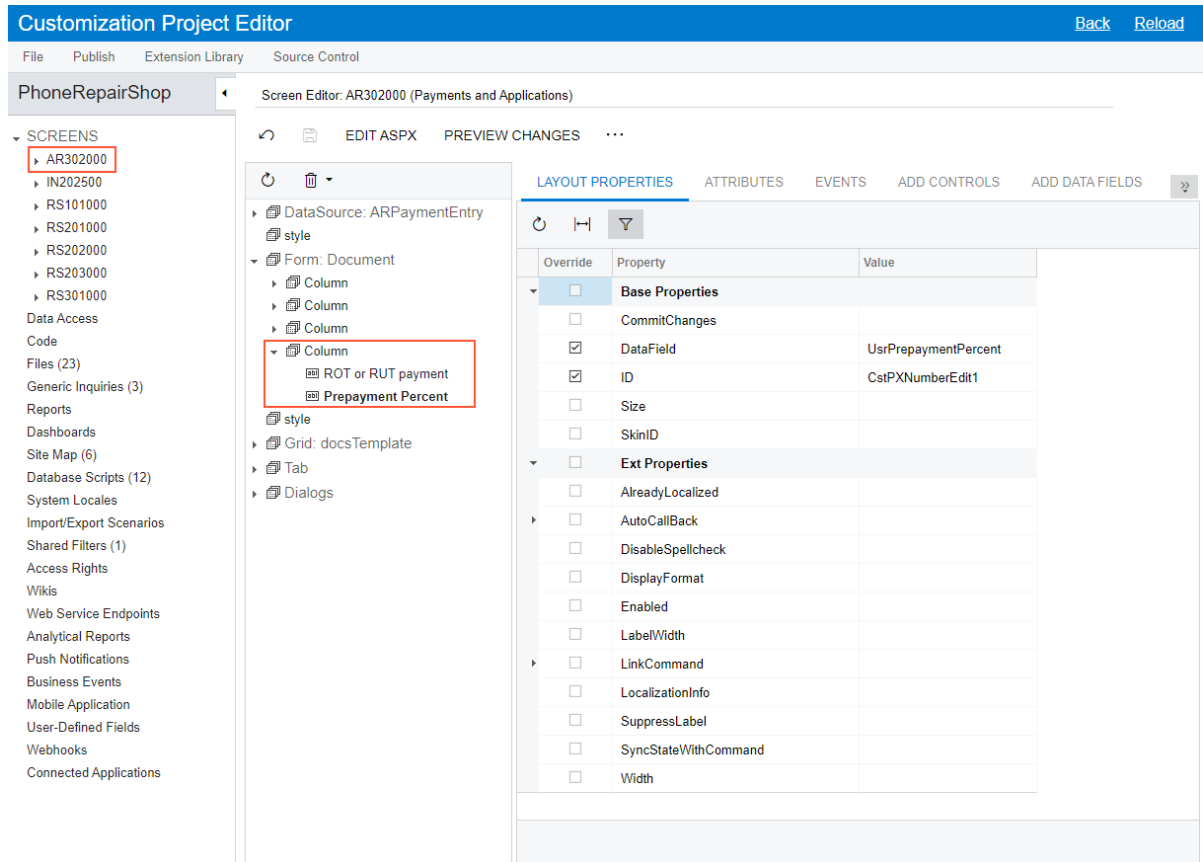 Customization Project Editor
Back Reload
File Publish Extension Library Source Control
PhoneRepairShop
SCREENS
AR302000
IN202500
RS101000
RS201000
RS202000
RS203000
RS301000
Data Access
Code
Files (23)
Generic Inquiries (3)
Reports
Dashboards
Site Map (6)
Database Scripts (12)
System Locales
Import/Export Scenarios
Shared Filters (1)
Access Rights
Wikis
Web Service Endpoints
Analytical Reports
Push Notifications
Business Events
Mobile Application
User-Defined Fields
Webhooks
Connected Applications
Screen Editor: AR302000 (Payments and Applications)
EDIT ASPX PREVIEW CHANGES ...
DataSource: ARPaymentEntry
style
Form: Document
Column
Column
Column
Column
ROT or RUT payment
Prepayment Percent
style
Grid: docsTemplate
Tab
Dialogs
LAYOUT PROPERTIES ATTRIBUTES EVENTS ADD CONTROLS ADD DATA FIELDS
Override Property Value
Base Properties
CommitChanges
DataField UsrPrepaymentPercent
ID CstPXNumberEdit1
Size
SkinID
Ext Properties
AlreadyLocalized
AutoCallBack
DisableSpellcheck
DisplayFormat
Enabled
LabelWidth
LinkCommand
LocalizationInfo
SuppressLabel
SyncStateWithCommand
Width